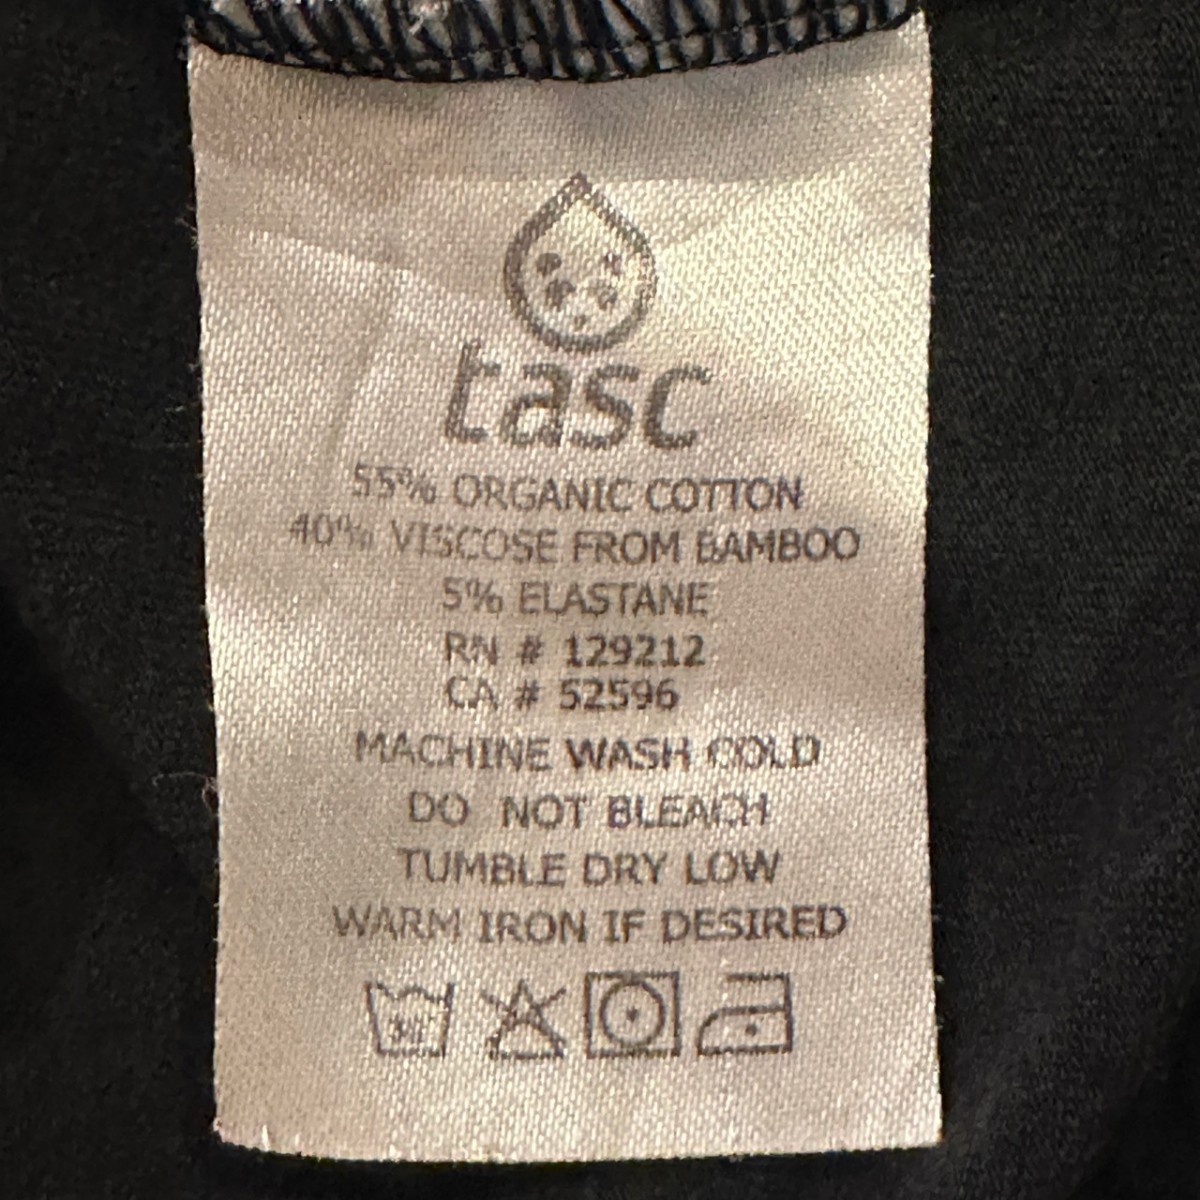 tasc
55% ORGANIC COTTON
40% VISCOSE FROM BAMBOO
5% ELASTANE
RN # 129212
CA # 52596
MACHINE WASH COLD
DO NOT BLEACH
TUMBLE DRY LOW
WARM IRON IF DESIRED